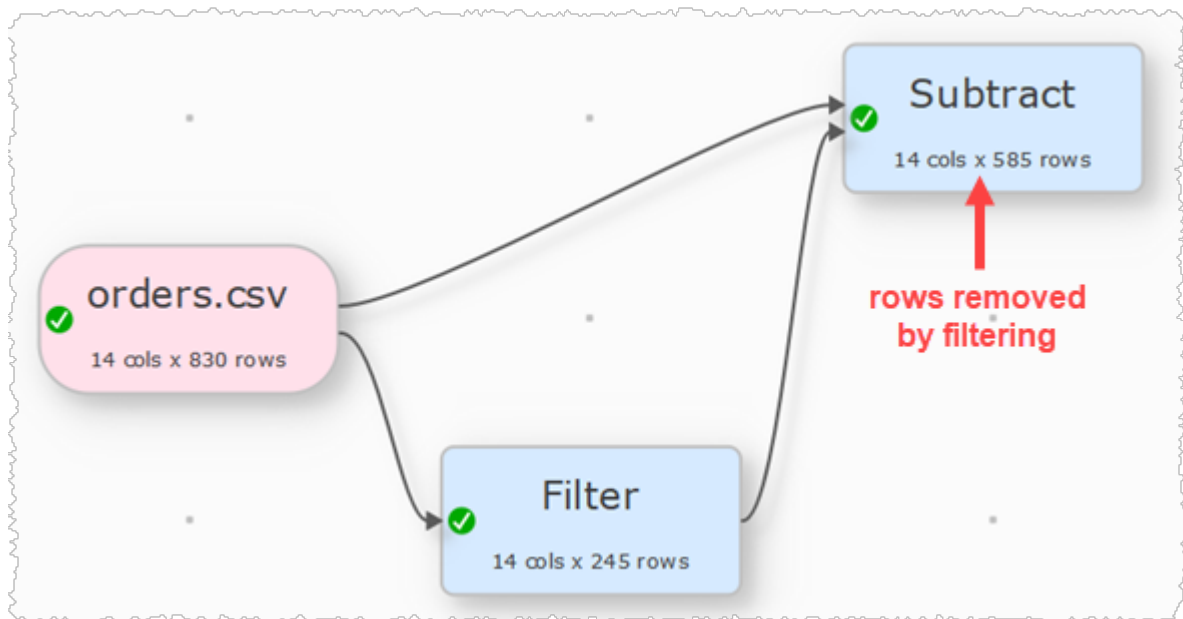 Subtract
14 cols x 585 rows
orders.csv
14 cols x 830 rows
rows removed
by filtering
Filter
14 cols x 245 rows